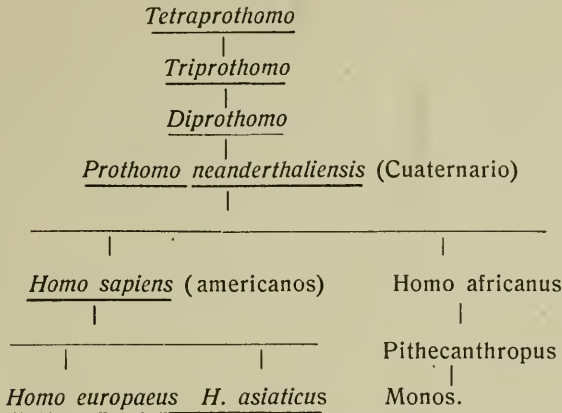 Tetraprothomo
Triprothomo
Diprothomo
Prothomo neanderthaliensis (Cuaternario)
Homo sapiens (americanos) Homo africanus
Pithecanthropus
Homo europaeus H. asiaticus Monos.